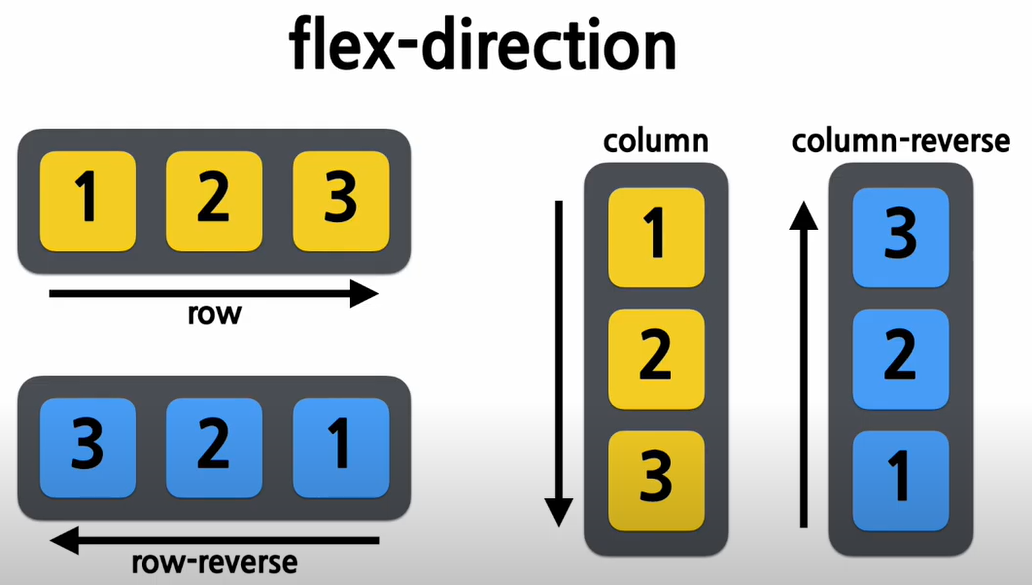 flex-direction
1 2 3
row
3 2 1
row-reverse
column
1
2
3
column-reverse
3
2
1